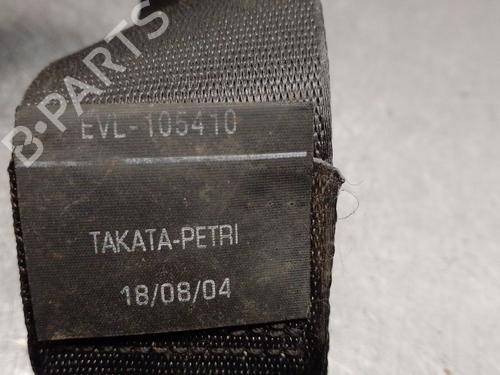 EVL-105410
TAKATA-PETRI
18/08/04
B-PARTS